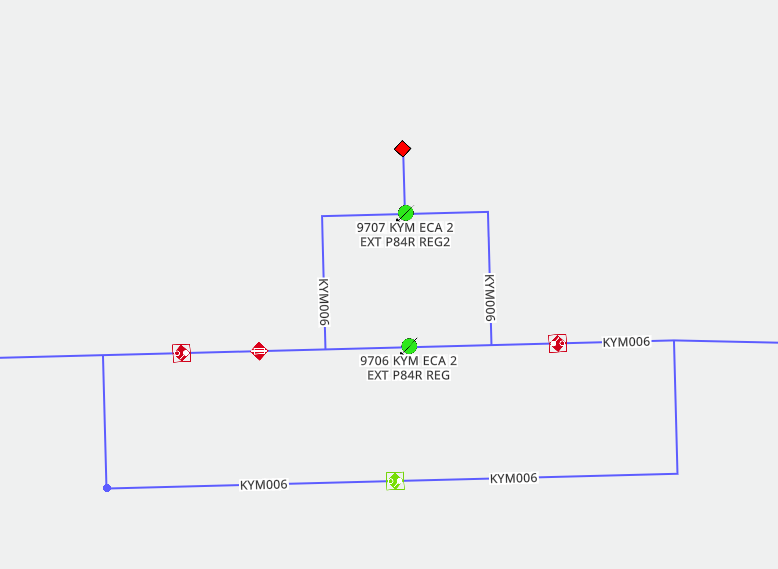 9707 KYM ECA 2
EXT P84R REG2
KYM006
KYM006
KYM006
9706 KYM ECA 2
EXT P84R REG
KYM006
KYM006